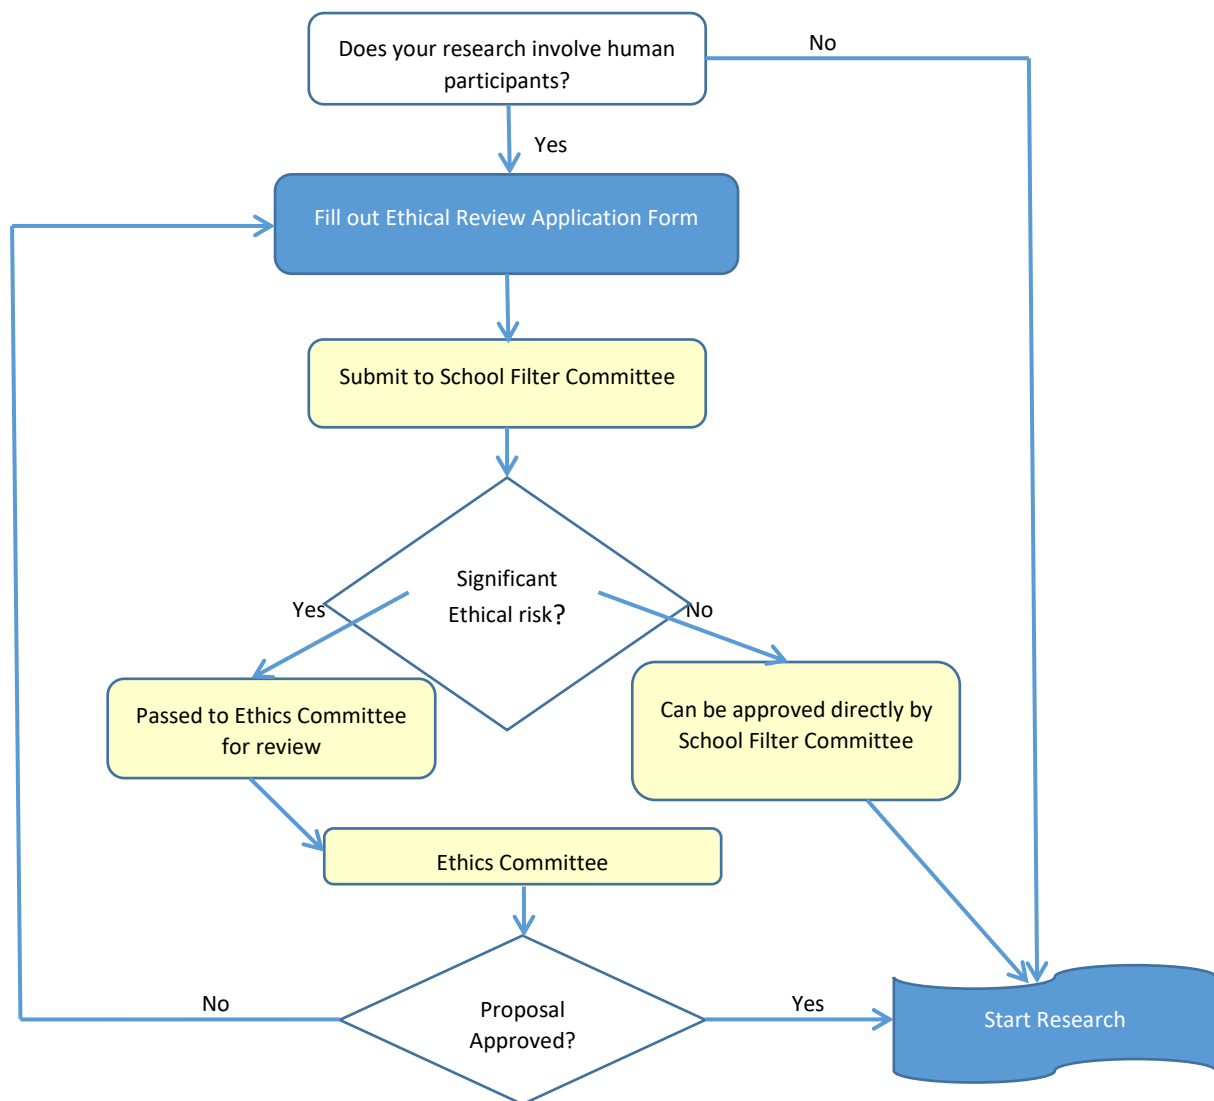 Does your research involve human
participants?
No
Yes
Fill out Ethical Review Application Form
Submit to School Filter Committee
Significant
Ethical risk?
Yes
No
Passed to Ethics Committee
for review
Can be approved directly by
School Filter Committee
Ethics Committee
No
Proposal
Approved?
Yes
Start Research